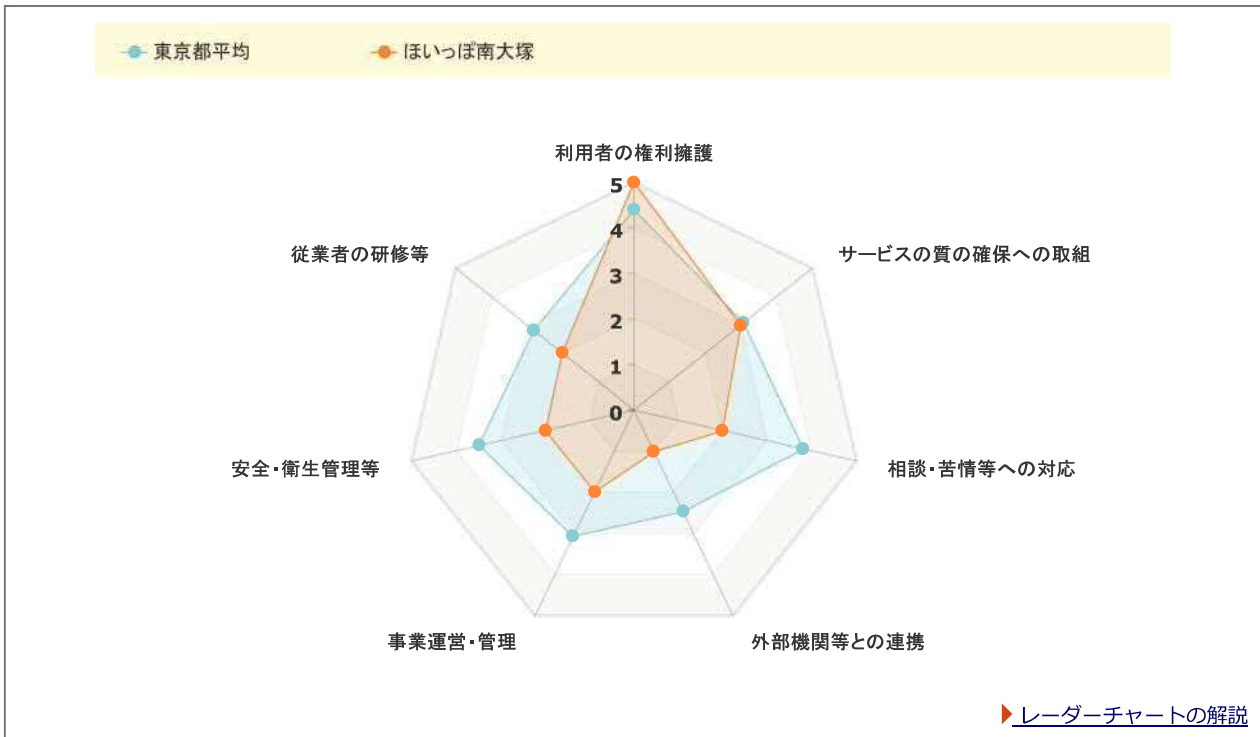 東京都平均
ほいっぽ南大塚
利用者の権利擁護
サービスの質の確保への取組
相談・苦情等への対応
外部機関等との連携
事業運営・管理
安全・衛生管理等
従業者の研修等
5
4
3
2
1
0
レーダーチャートの解説